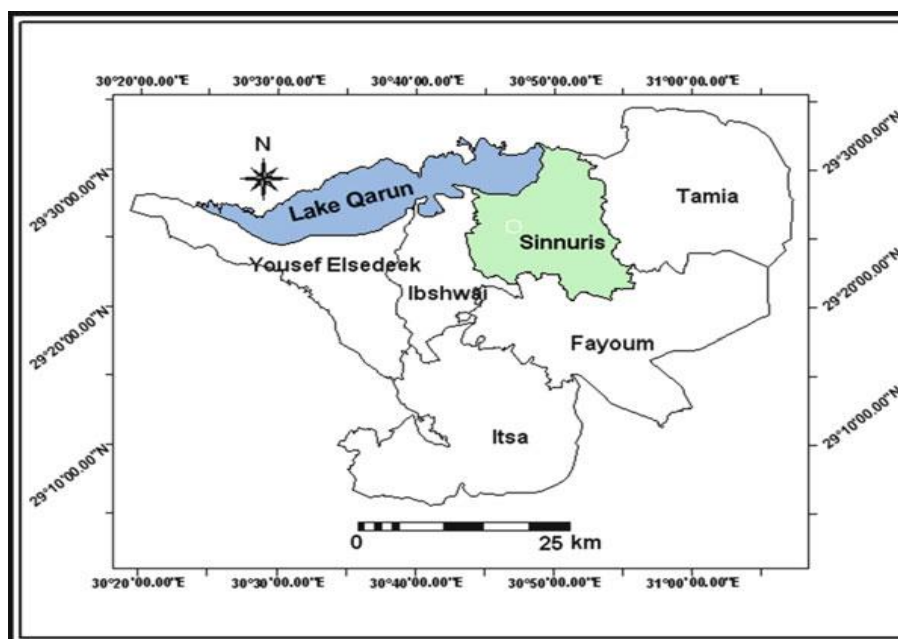 30°20'00.00"E 30°30'00.00"E 30°40'00.00"E 30°50'00.00"E 31°00'00.00"E
N
29°30'00.00"N
29°30'00.00"N
Lake Qarun
Tamia
Sinnuris
Yousef Elsedeek
Ibshwai
29°20'00.00"N
29°20'00.00"N
Fayoum
Itsa
29°10'00.00"N
29°10'00.00"N
0 25 km
30°20'00.00"E 30°30'00.00"E 30°40'00.00"E 30°50'00.00"E 31°00'00.00"E